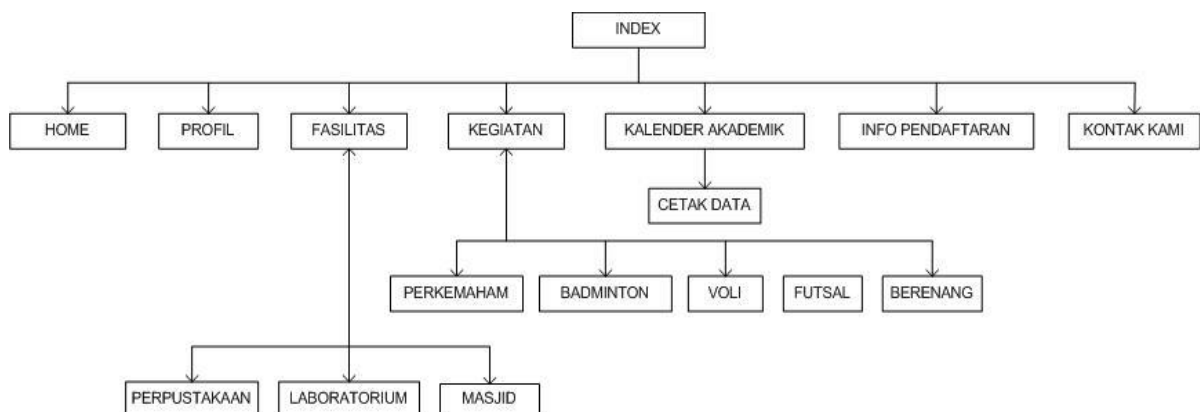 INDEX
HOME
PROFIL
FASILITAS
KEGIATAN
KALENDER AKADEMIK
INFO PENDAFTARAN
KONTAK KAMI
CETAK DATA
PERKEMAHAM
BADMINTON
VOLI
FUTSAL
BERENANG
PERPUSTAKAAN
LABORATORIUM
MASJID